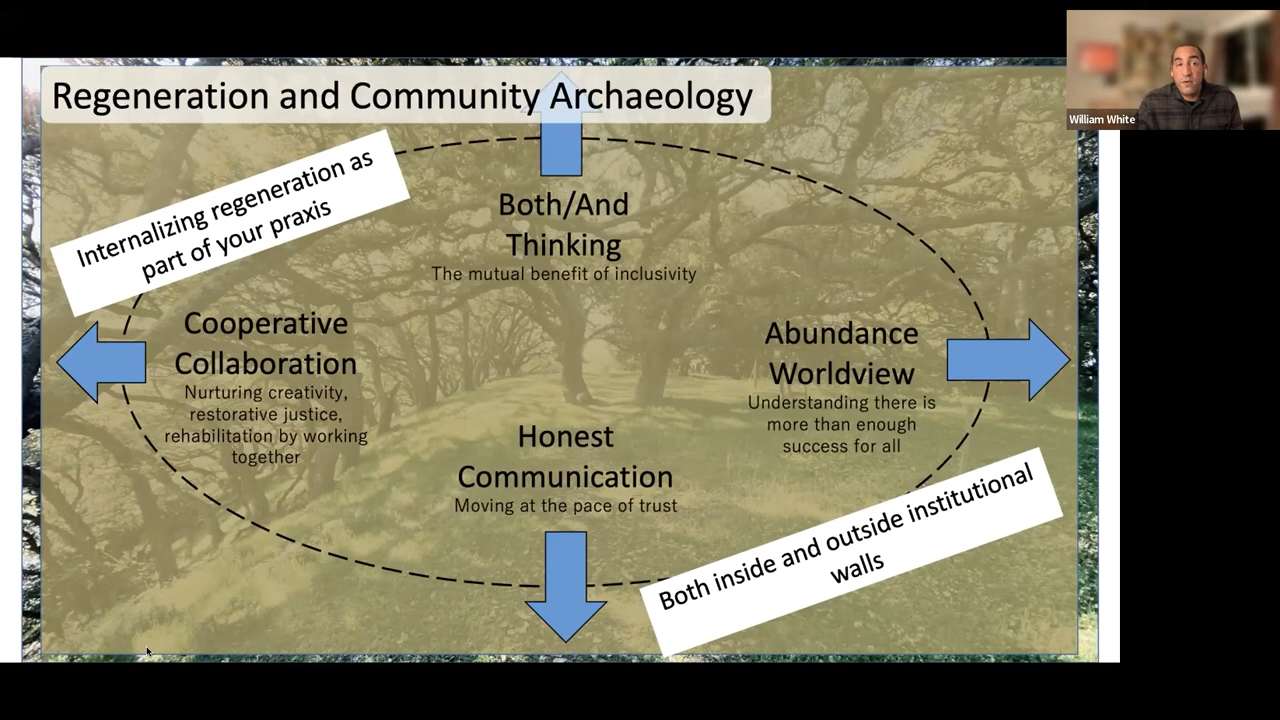 Regeneration and Community Archaeology
William White
Internalizing regeneration as
part of your praxis
Both/And
Thinking
The mutual benefit of inclusivity
Cooperative
Collaboration
Nurturing creativity,
restorative justice,
rehabilitation by working
together
Abundance
Worldview
Understanding there is
more than enough
success for all
Honest
Communication
Moving at the pace of trust
Both inside and outside institutional
walls